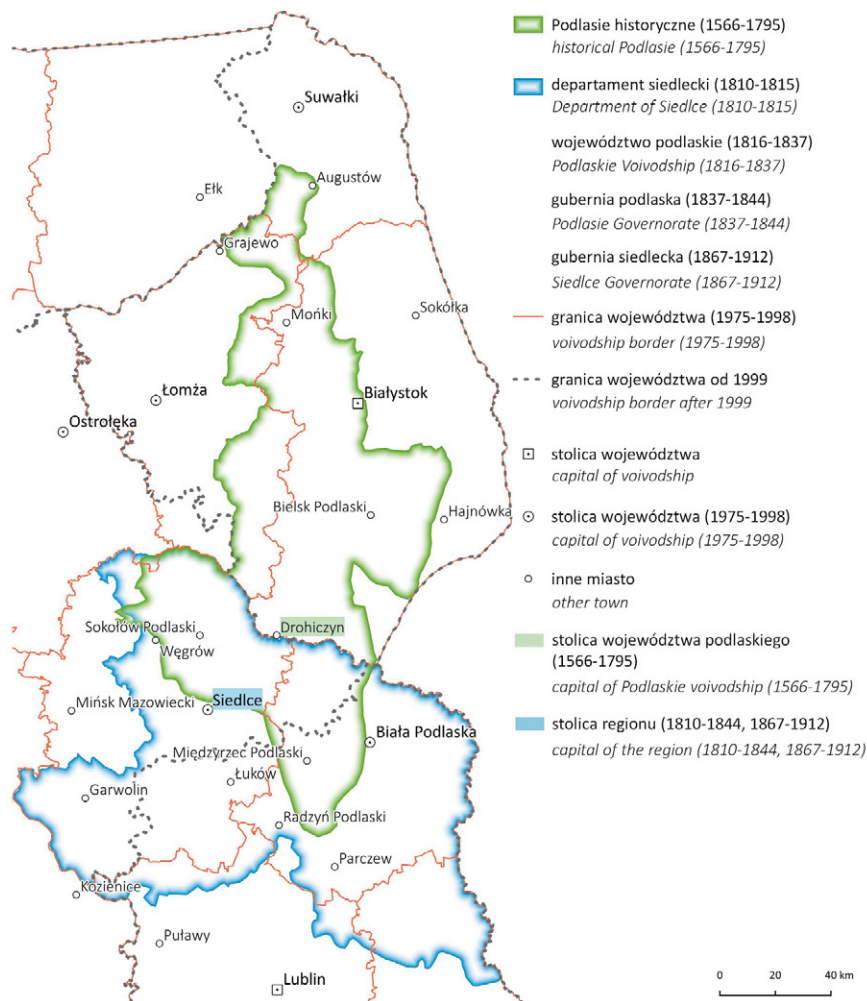 Suwałki
Augustów
Ełk
Grajewo
Mońki
Sokółka
Łomża
Białystok
Ostrołęka
Bielsk Podlaski
Hajnówka
Sokołów Podlaski
Drohiczyn
Węgrów
Mińsk Mazowiecki
Siedlce
Biała Podlaska
Międzyrzec Podlaski
Łuków
Garwolin
Radzyń Podlaski
Parczew
Kozienice
Puławy
Lublin
Podlasie historyczne (1566-1795)
historical Podlasie (1566-1795)
departament siedlecki (1810-1815)
Department of Siedlce (1810-1815)
województwo podlaskie (1816-1837)
Podlaskie Voivodship (1816-1837)
gubernia podlaska (1837-1844)
Podlasie Governorate (1837-1844)
gubernia siedlecka (1867-1912)
Siedlce Governorate (1867-1912)
granica województwa (1975-1998)
voivodship border (1975-1998)
granica województwa od 1999
voivodship border after 1999
stolica województwa
capital of voivodship
stolica województwa (1975-1998)
capital of voivodship (1975-1998)
inne miasto
other town
stolica województwa podlaskiego
(1566-1795)
capital of Podlaskie voivodship (1566-1795)
stolica regionu (1810-1844, 1867-1912)
capital of the region (1810-1844, 1867-1912)
0 20 40 km